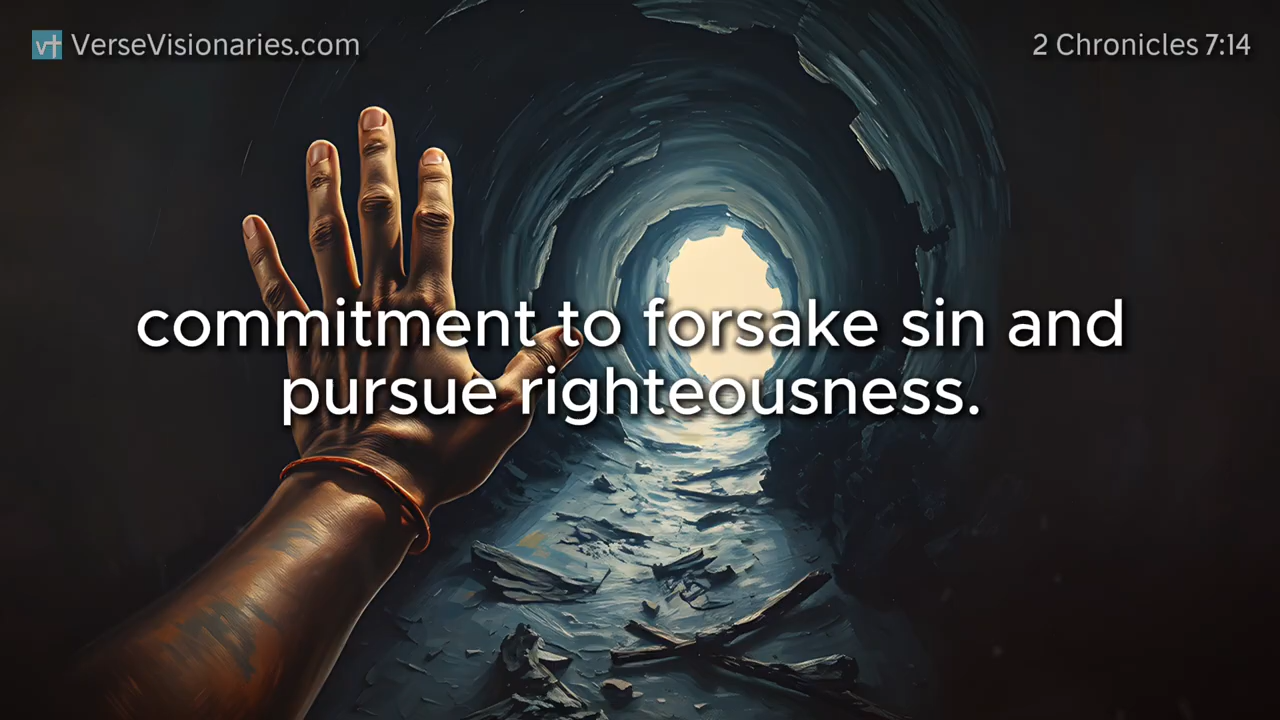 VerseVisionaries.com
2 Chronicles 7:14
commitment to forsake sin and
pursue righteousness.